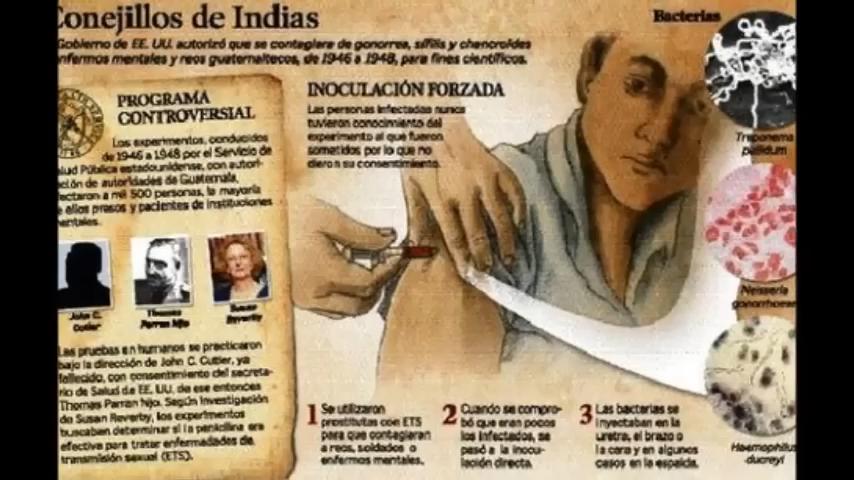 Conejillos de Indias
Gobierno de EE. UU. autorizó que se contagiara de gonorrea, sífilis y chancroides
enfermos mentales y reos guatemaltecos, de 1946 a 1948, para fines científicos.
Bacterias
PROGRAMA
CONTROVERSIAL
Los experimentos, conducidos
de 1946 a 1948 por el Servicio de
alud Pública estadounidense, con autori-
ción de autoridades de Guatemala,
ectaron a mil 500 personas, la mayoría
e ellos presos y pacientes de instituciones
entales.
John C.
Cutler
Thomas
Parran hijo
Susan
Reverby
Las pruebas en humanos se practicaron
bajo la dirección de John C. Cutler, ya
fallecido, con consentimiento del secreta-
rio de Salud de EE. UU. de ese entonces
Thomas Parran hijo. Según investigación
de Susan Reverby, los experimentos
buscaban determinar si la penicilina era
efectiva para tratar enfermedades de
transmisión sexual (ETS).
INOCULACIÓN FORZADA
Las personas infectadas nunca
tuvieron conocimiento del
experimento al que fueron
sometidos por lo que no
dieron su consentimiento.
1 Se utilizaron
prostitutas con ETS
para que contagiaran
a reos, soldados o
enfermos mentales.
2 Cuando se compro-
bó que eran pocos
los infectados, se
pasó a la inocu-
lación directa.
3 Las bacterias se
inyectaban en la
uretra, el brazo o
la cara y en algunos
casos en la espalda.
Treponema
pallidum
Neisseria
gonorrhoeae
Haemophilus
ducreyi